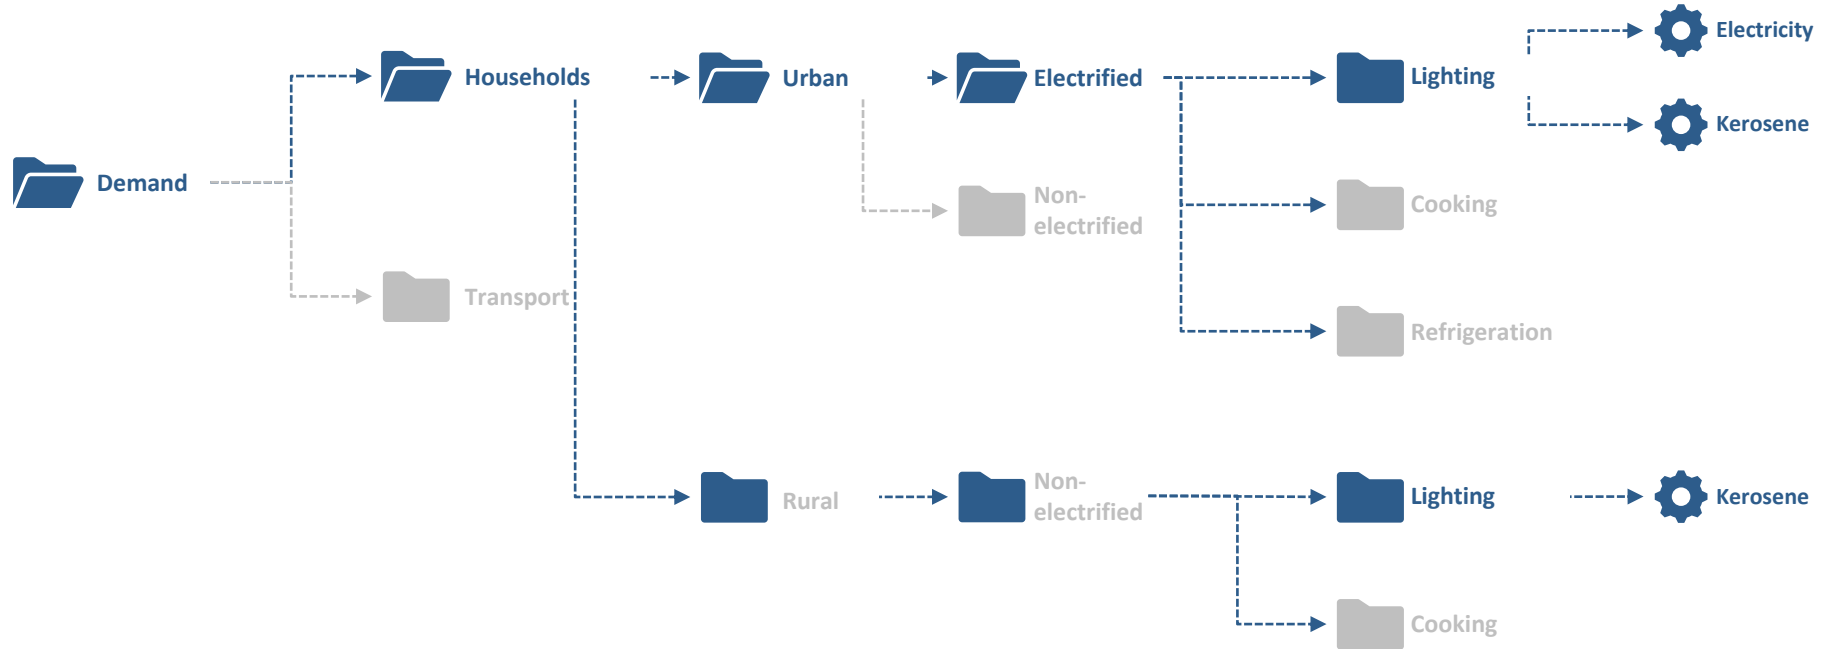 Electricity
Households
Urban
Electrified
Lighting
Kerosene
Demand
Non-
electrified
Cooking
Transport
Refrigeration
Rural
Non-
electrified
Lighting
Kerosene
Cooking